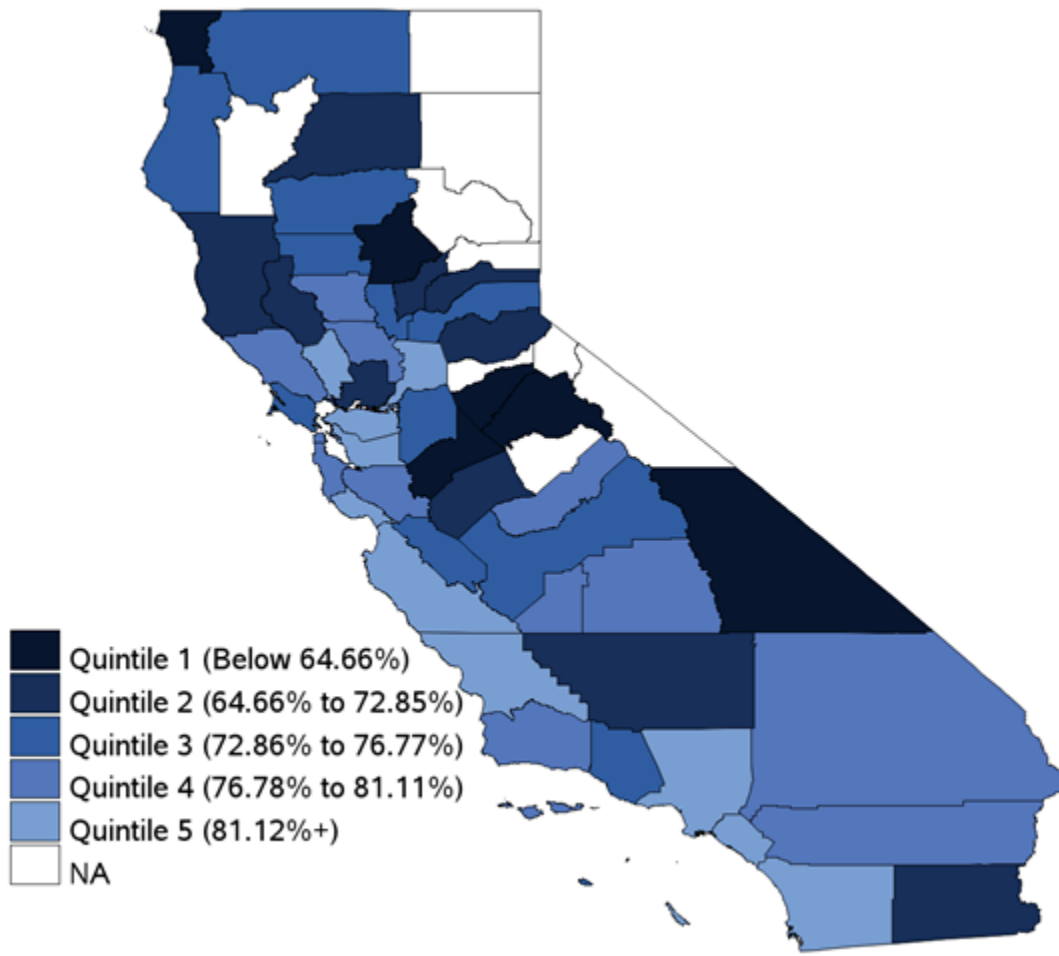 Quintile 1 (Below 64.66%)
Quintile 2 (64.66% to 72.85%)
Quintile 3 (72.86% to 76.77%)
Quintile 4 (76.78% to 81.11%)
Quintile 5 (81.12%+)
NA